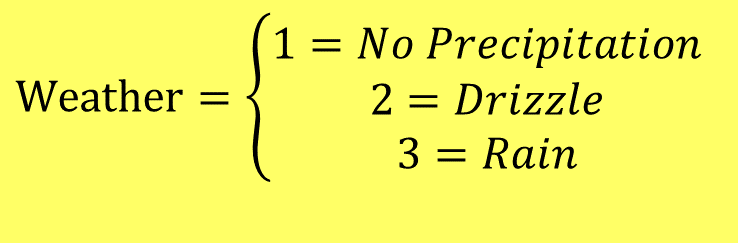 1 = No Precipitation
Weather = { 2 = Drizzle
3 = Rain